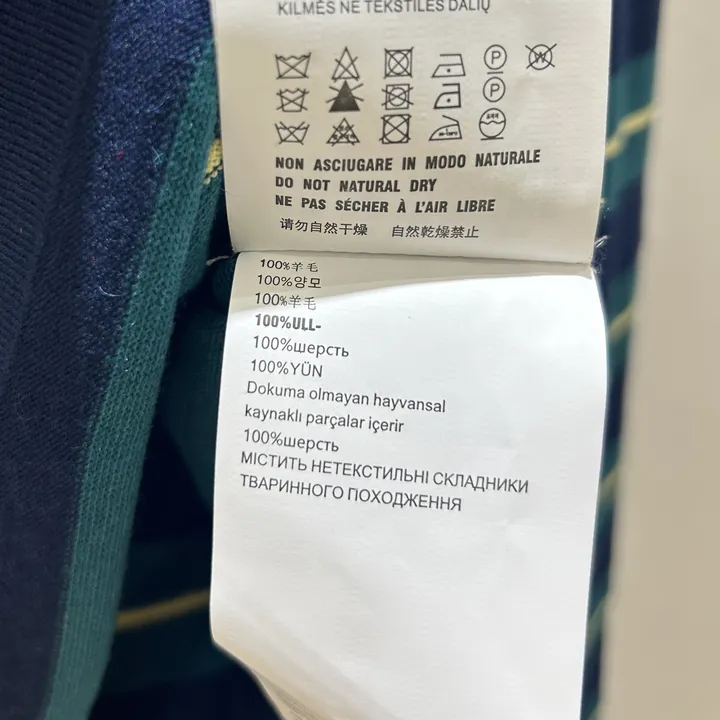 KILMĖS NE TEKSTILĖS DALIŲ
P W
P
NON ASCIUGARE IN MODO NATURALE
DO NOT NATURAL DRY
NE PAS SÉCHER À L'AIR LIBRE
请勿自然干燥 自然乾燥禁止
100%羊毛
100%양모
100%羊毛
100%ULL-
100%шерсть
100%YÜN
Dokuma olmayan hayvansal
kaynaklı parçalar içerir
100%шерсть
МІСТИТЬ НЕТЕКСТИЛЬНІ СКЛАДНИКИ
ТВАРИННОГО ПОХОДЖЕННЯ